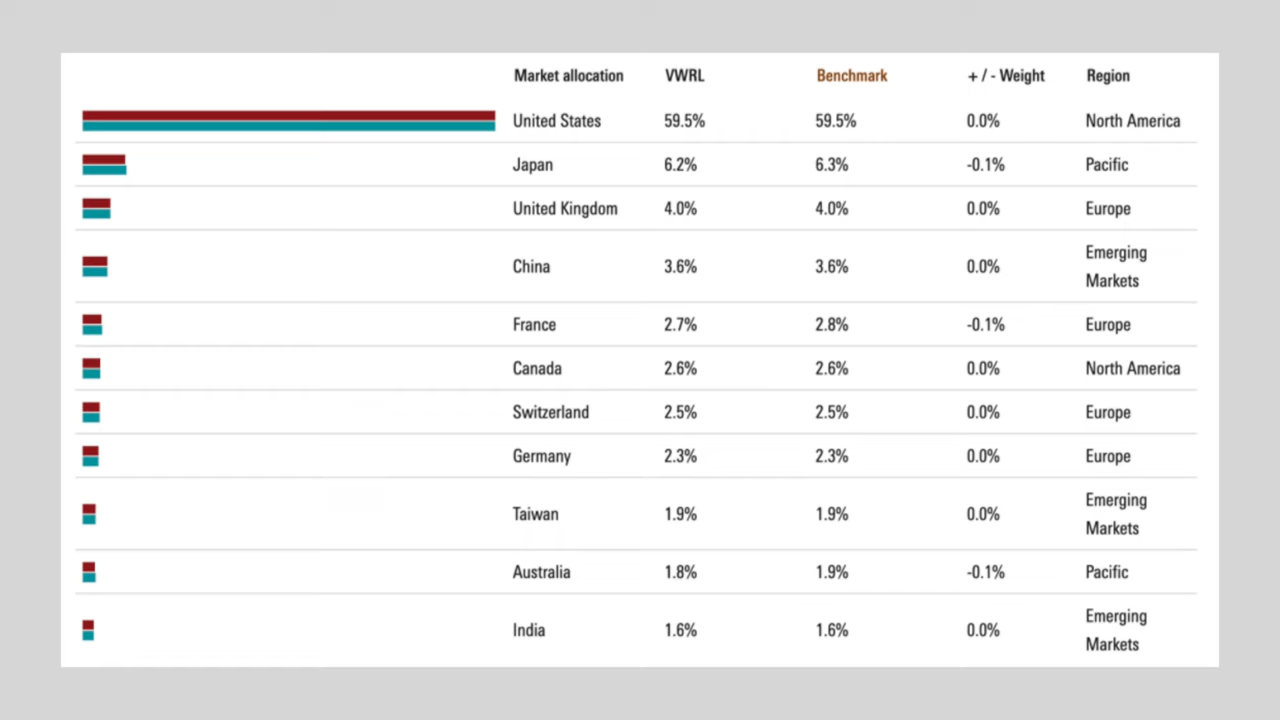 Market allocation VWRL Benchmark + / - Weight Region
United States 59.5% 59.5% 0.0% North America
Japan 6.2% 6.3% -0.1% Pacific
United Kingdom 4.0% 4.0% 0.0% Europe
China 3.6% 3.6% 0.0% Emerging
Markets
France 2.7% 2.8% -0.1% Europe
Canada 2.6% 2.6% 0.0% North America
Switzerland 2.5% 2.5% 0.0% Europe
Germany 2.3% 2.3% 0.0% Europe
Taiwan 1.9% 1.9% 0.0% Emerging
Markets
Australia 1.8% 1.9% -0.1% Pacific
India 1.6% 1.6% 0.0% Emerging
Markets